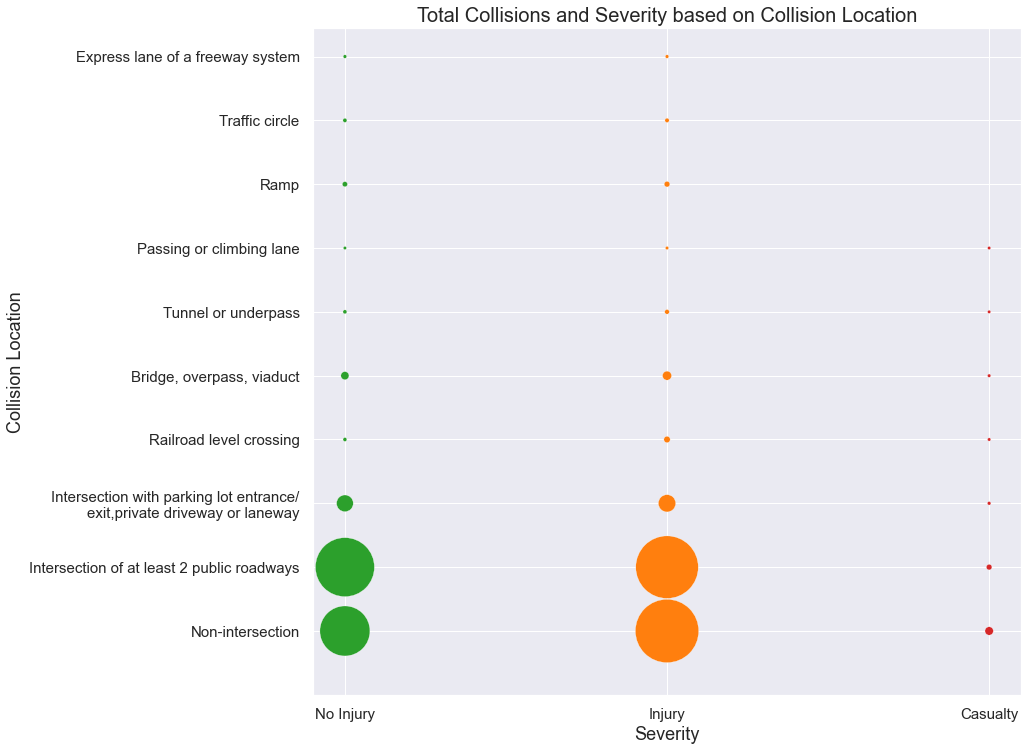 Total Collisions and Severity based on Collision Location
Collision Location
Express lane of a freeway system
Traffic circle
Ramp
Passing or climbing lane
Tunnel or underpass
Bridge, overpass, viaduct
Railroad level crossing
Intersection with parking lot entrance/
exit,private driveway or laneway
Intersection of at least 2 public roadways
Non-intersection
No Injury
Injury
Casualty
Severity